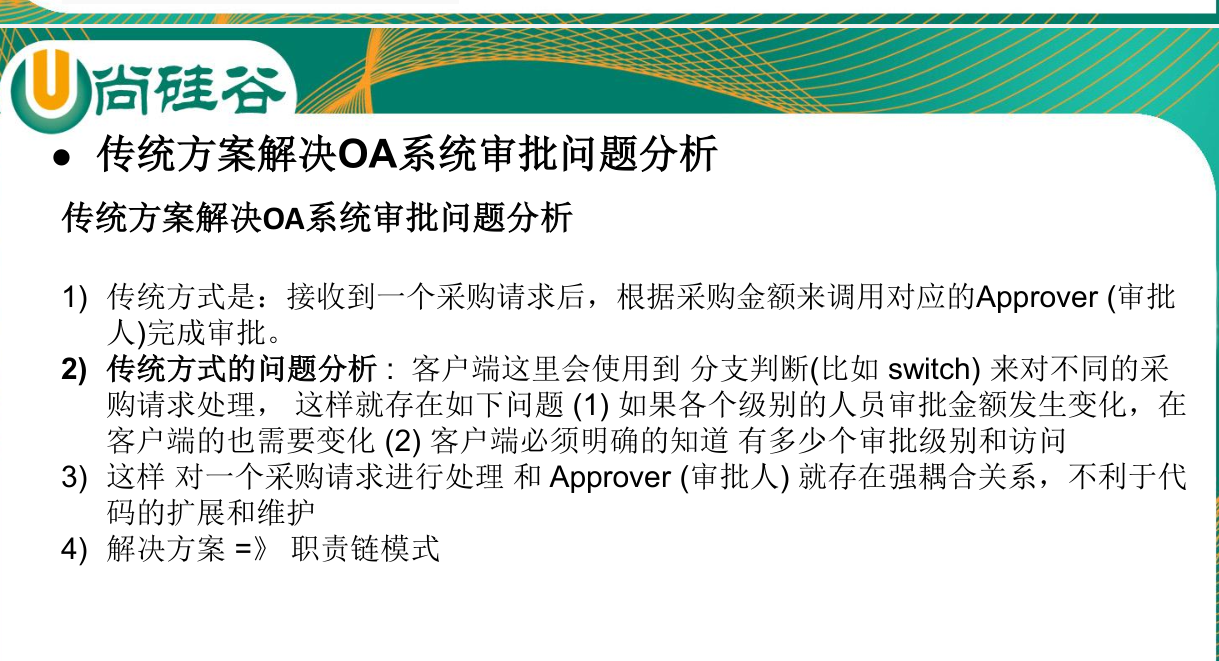 尚硅谷
● 传统方案解决OA系统审批问题分析
传统方案解决OA系统审批问题分析
1) 传统方式是：接收到一个采购请求后，根据采购金额来调用对应的Approver (审批
人)完成审批。
2) 传统方式的问题分析 : 客户端这里会使用到 分支判断(比如 switch) 来对不同的采
购请求处理， 这样就存在如下问题 (1) 如果各个级别的人员审批金额发生变化，在
客户端的也需要变化 (2) 客户端必须明确的知道 有多少个审批级别和访问
3) 这样 对一个采购请求进行处理 和 Approver (审批人) 就存在强耦合关系，不利于代
码的扩展和维护
4) 解决方案 =》 职责链模式